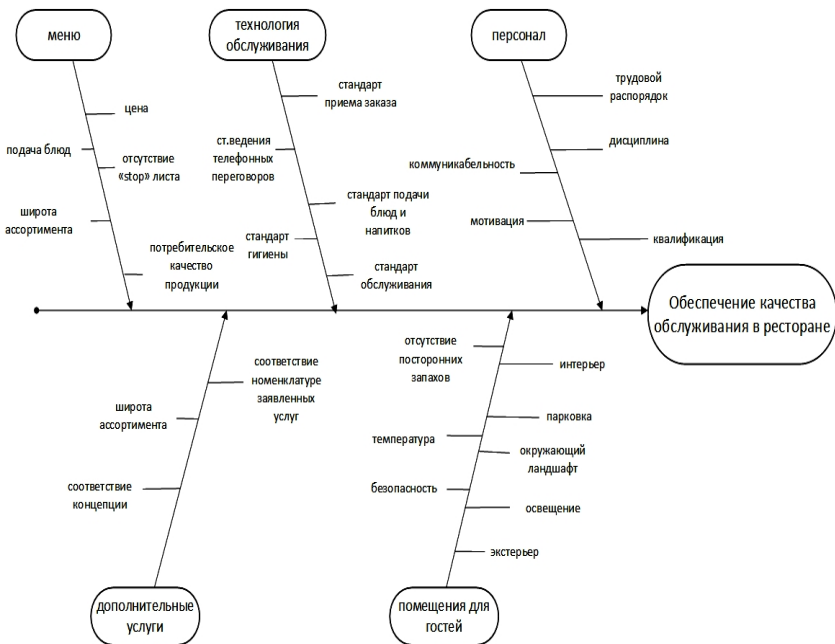 меню
технология
обслуживания
персонал
цена
подача блюд
отсутствие
«stop» листа
широта
ассортимента
потребительское
качество
продукции
стандарт
приема заказа
ст.ведения
телефонных
переговоров
стандарт подачи
блюд и
напитков
стандарт
гигиены
стандарт
обслуживания
трудовой
распорядок
дисциплина
коммуникабельность
мотивация
квалификация
Обеспечение качества
обслуживания в ресторане
соответствие
номенклатуре
заявленных
услуг
широта
ассортимента
соответствие
концепции
отсутствие
посторонних
запахов
интерьер
парковка
температура
окружающий
ландшафт
безопасность
освещение
экстерьер
дополнительные
услуги
помещения для
гостей